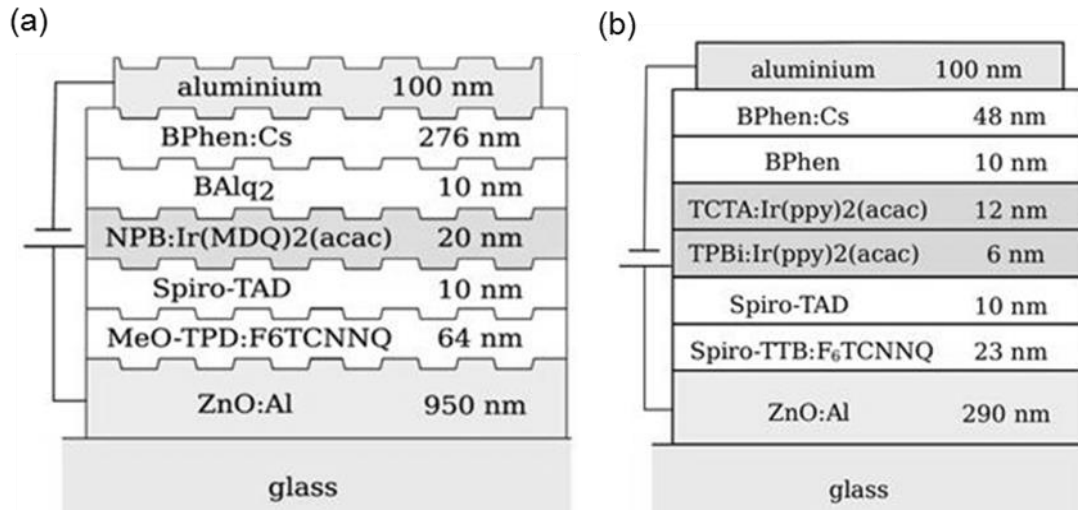 (a)
aluminium 100 nm
BPhen:Cs 276 nm
BAlq2 10 nm
NPB:Ir(MDQ)2(acac) 20 nm
Spiro-TAD 10 nm
MeO-TPD:F6TCNNQ 64 nm
ZnO:Al 950 nm
glass
(b)
aluminium 100 nm
BPhen:Cs 48 nm
BPhen 10 nm
TCTA:Ir(ppy)2(acac) 12 nm
TPBi:Ir(ppy)2(acac) 6 nm
Spiro-TAD 10 nm
Spiro-TTB:F₆TCNNQ 23 nm
ZnO:Al 290 nm
glass